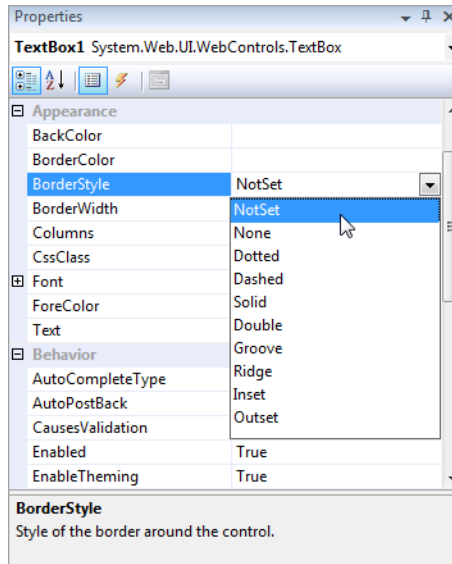 Properties
TextBox1 System.Web.UI.WebControls.TextBox
Appearance
BackColor
BorderColor
BorderStyle NotSet
BorderWidth NotSet
Columns None
CssClass Dotted
Font Dashed
ForeColor Solid
Text Double
Behavior Groove
AutoCompleteType Ridge
AutoPostBack Inset
CausesValidation Outset
Enabled True
EnableTheming True
BorderStyle
Style of the border around the control.